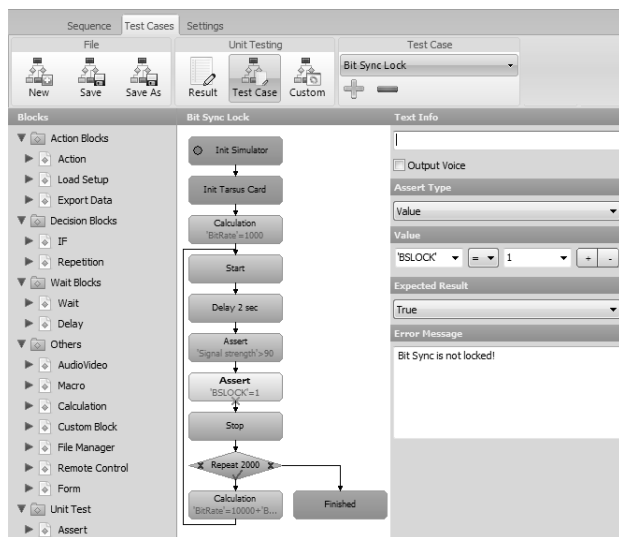 Sequence Test Cases Settings
File Unit Testing Test Case
New Save Save As Result Test Case Custom
Bit Sync Lock
Blocks
Action Blocks
Action
Load Setup
Export Data
Decision Blocks
IF
Repetition
Wait Blocks
Wait
Delay
Others
AudioVideo
Macro
Calculation
Custom Block
File Manager
Remote Control
Form
Unit Test
Assert
Bit Sync Lock
Init Simulator
Init Tarsus Card
Calculation
'BitRate'=1000
Start
Delay 2 sec
Assert
'Signal strength'>90
Assert
'BSLOCK'=1
Stop
Repeat 2000
Calculation
'BitRate'=10000+'B...
Finished
Text Info
Output Voice
Assert Type
Value
Value
'BSLOCK' = 1 + -
Expected Result
True
Error Message
Bit Sync is not locked!